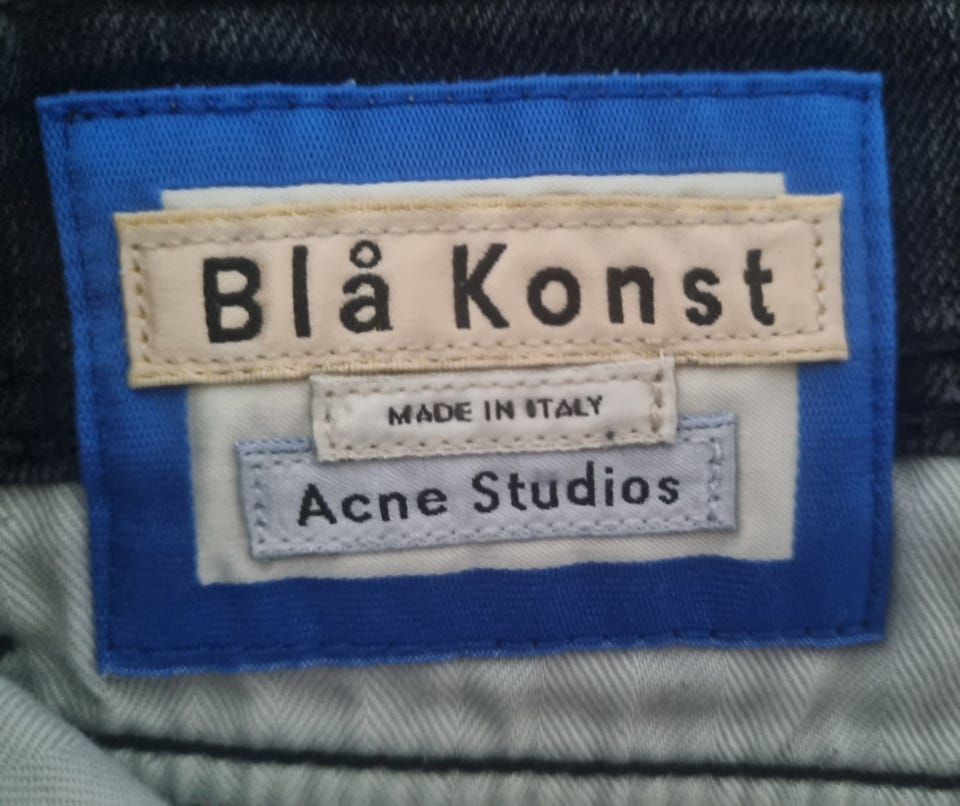 Blå Konst
MADE IN ITALY
Acne Studios